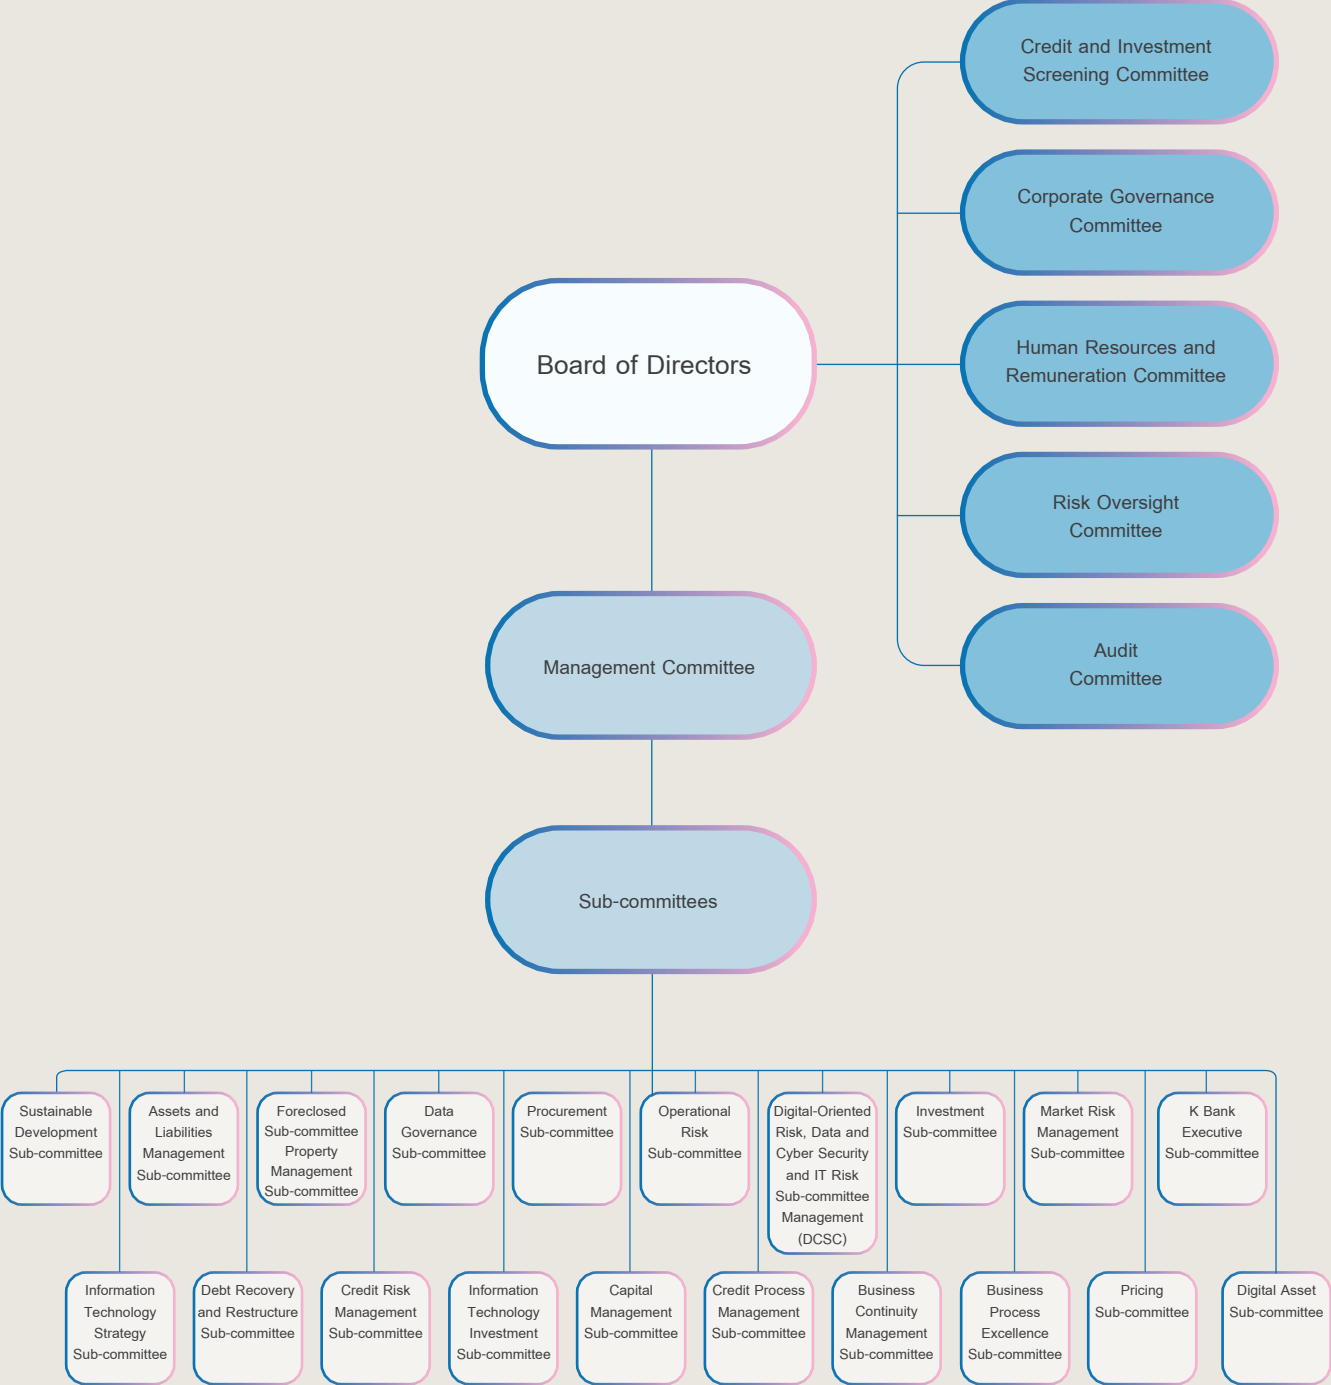 Credit and Investment
Screening Committee
Corporate Governance
Committee
Board of Directors
Human Resources and
Remuneration Committee
Risk Oversight
Committee
Management Committee
Audit
Committee
Sub-committees
Sustainable
Development
Sub-committee
Assets and
Liabilities
Management
Sub-committee
Foreclosed
Sub-committee
Property
Management
Sub-committee
Data
Governance
Sub-committee
Procurement
Sub-committee
Operational
Risk
Sub-committee
Digital-Oriented
Risk, Data and
Cyber Security
and IT Risk
Sub-committee
Management
(DCSC)
Investment
Sub-committee
Market Risk
Management
Sub-committee
K Bank
Executive
Sub-committee
Information
Technology
Strategy
Sub-committee
Debt Recovery
and Restructure
Sub-committee
Credit Risk
Management
Sub-committee
Information
Technology
Investment
Sub-committee
Capital
Management
Sub-committee
Credit Process
Management
Sub-committee
Business
Continuity
Management
Sub-committee
Business
Process
Excellence
Sub-committee
Pricing
Sub-committee
Digital Asset
Sub-committee